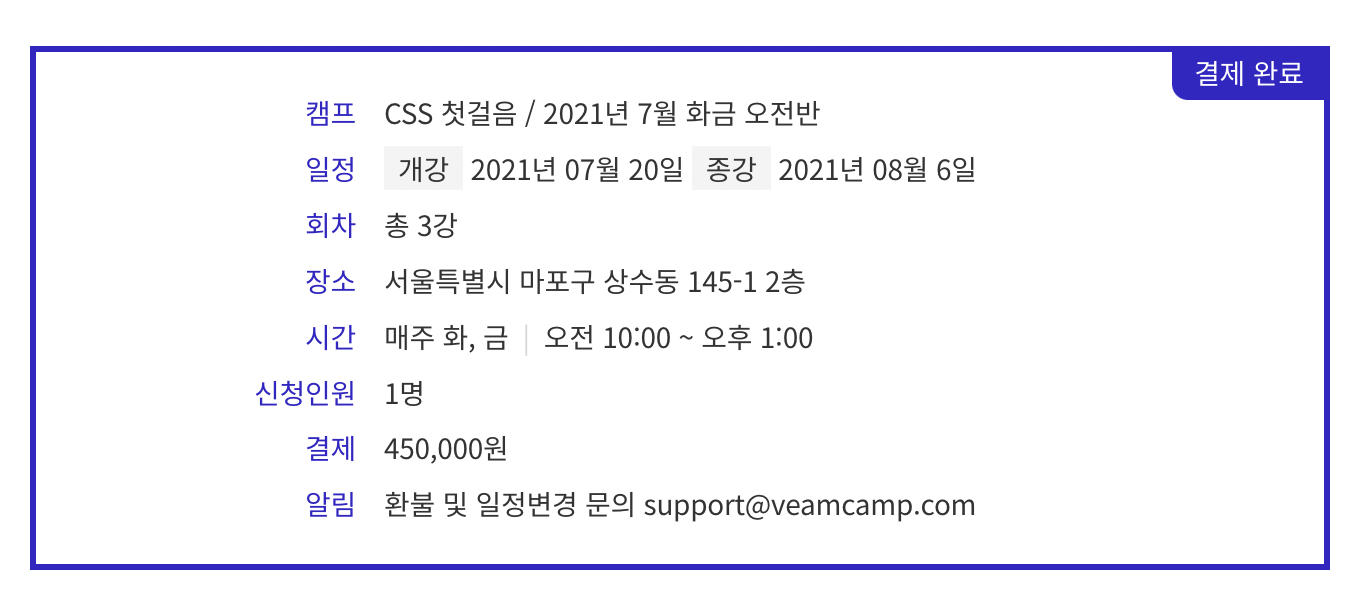 결제 완료
캠프 CSS 첫걸음 / 2021년 7월 화금 오전반
일정 개강 2021년 07월 20일 종강 2021년 08월 6일
회차 총 3강
장소 서울특별시 마포구 상수동 145-1 2층
시간 매주 화, 금 | 오전 10:00 ~ 오후 1:00
신청인원 1명
결제 450,000원
알림 환불 및 일정변경 문의 support@veamcamp.com